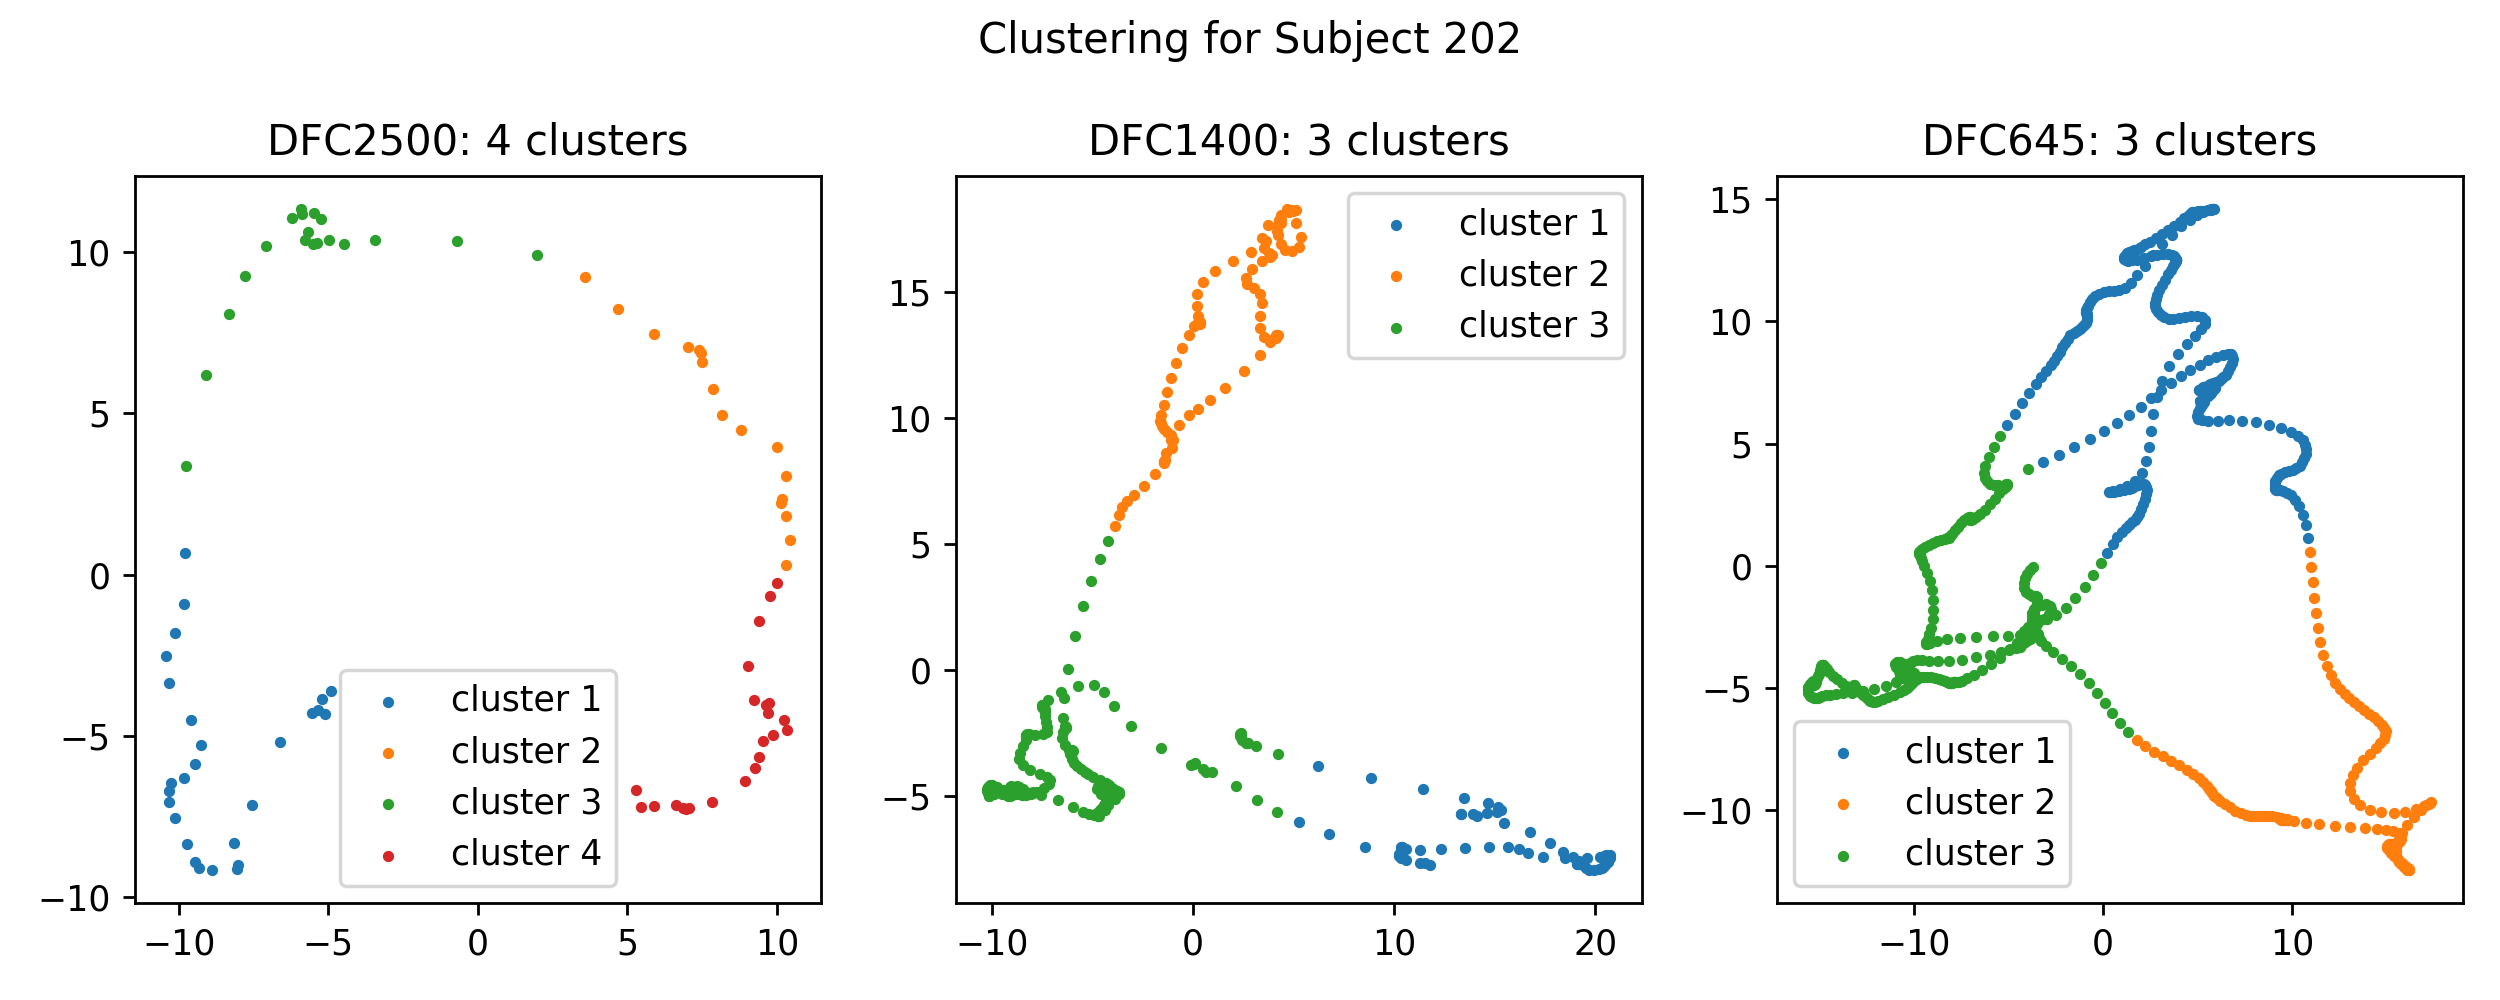 Clustering for Subject 202
DFC2500: 4 clusters
10
5
0
−5
−10
−10
−5
0
5
10
cluster 1
cluster 2
cluster 3
cluster 4
DFC1400: 3 clusters
15
10
5
0
−5
−10
0
10
20
cluster 1
cluster 2
cluster 3
DFC645: 3 clusters
15
10
5
0
−5
−10
−10
0
10
cluster 1
cluster 2
cluster 3